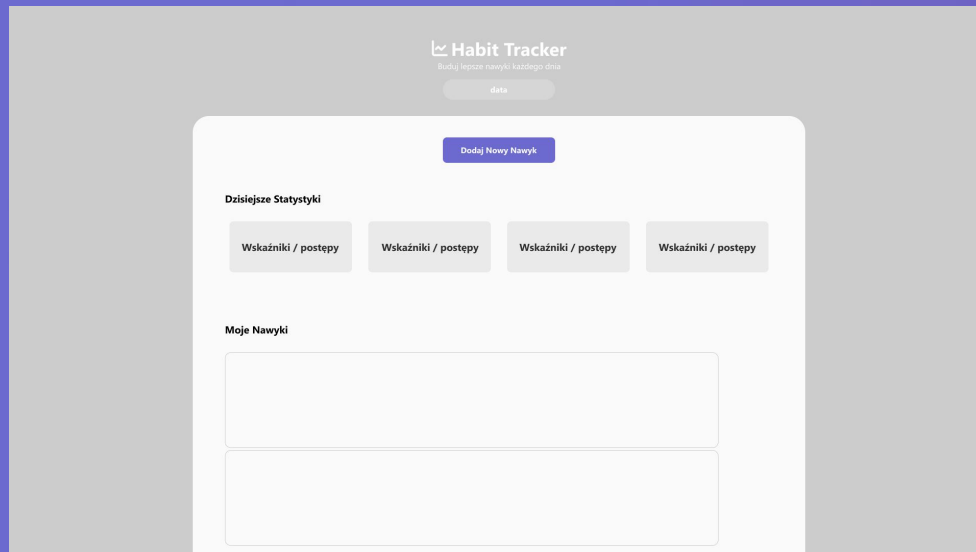 Habit Tracker
Buduj lepsze nawyki każdego dnia
data
Dodaj Nowy Nawyk
Dzisiejsze Statystyki
Wskaźniki / postępy
Wskaźniki / postępy
Wskaźniki / postępy
Wskaźniki / postępy
Moje Nawyki